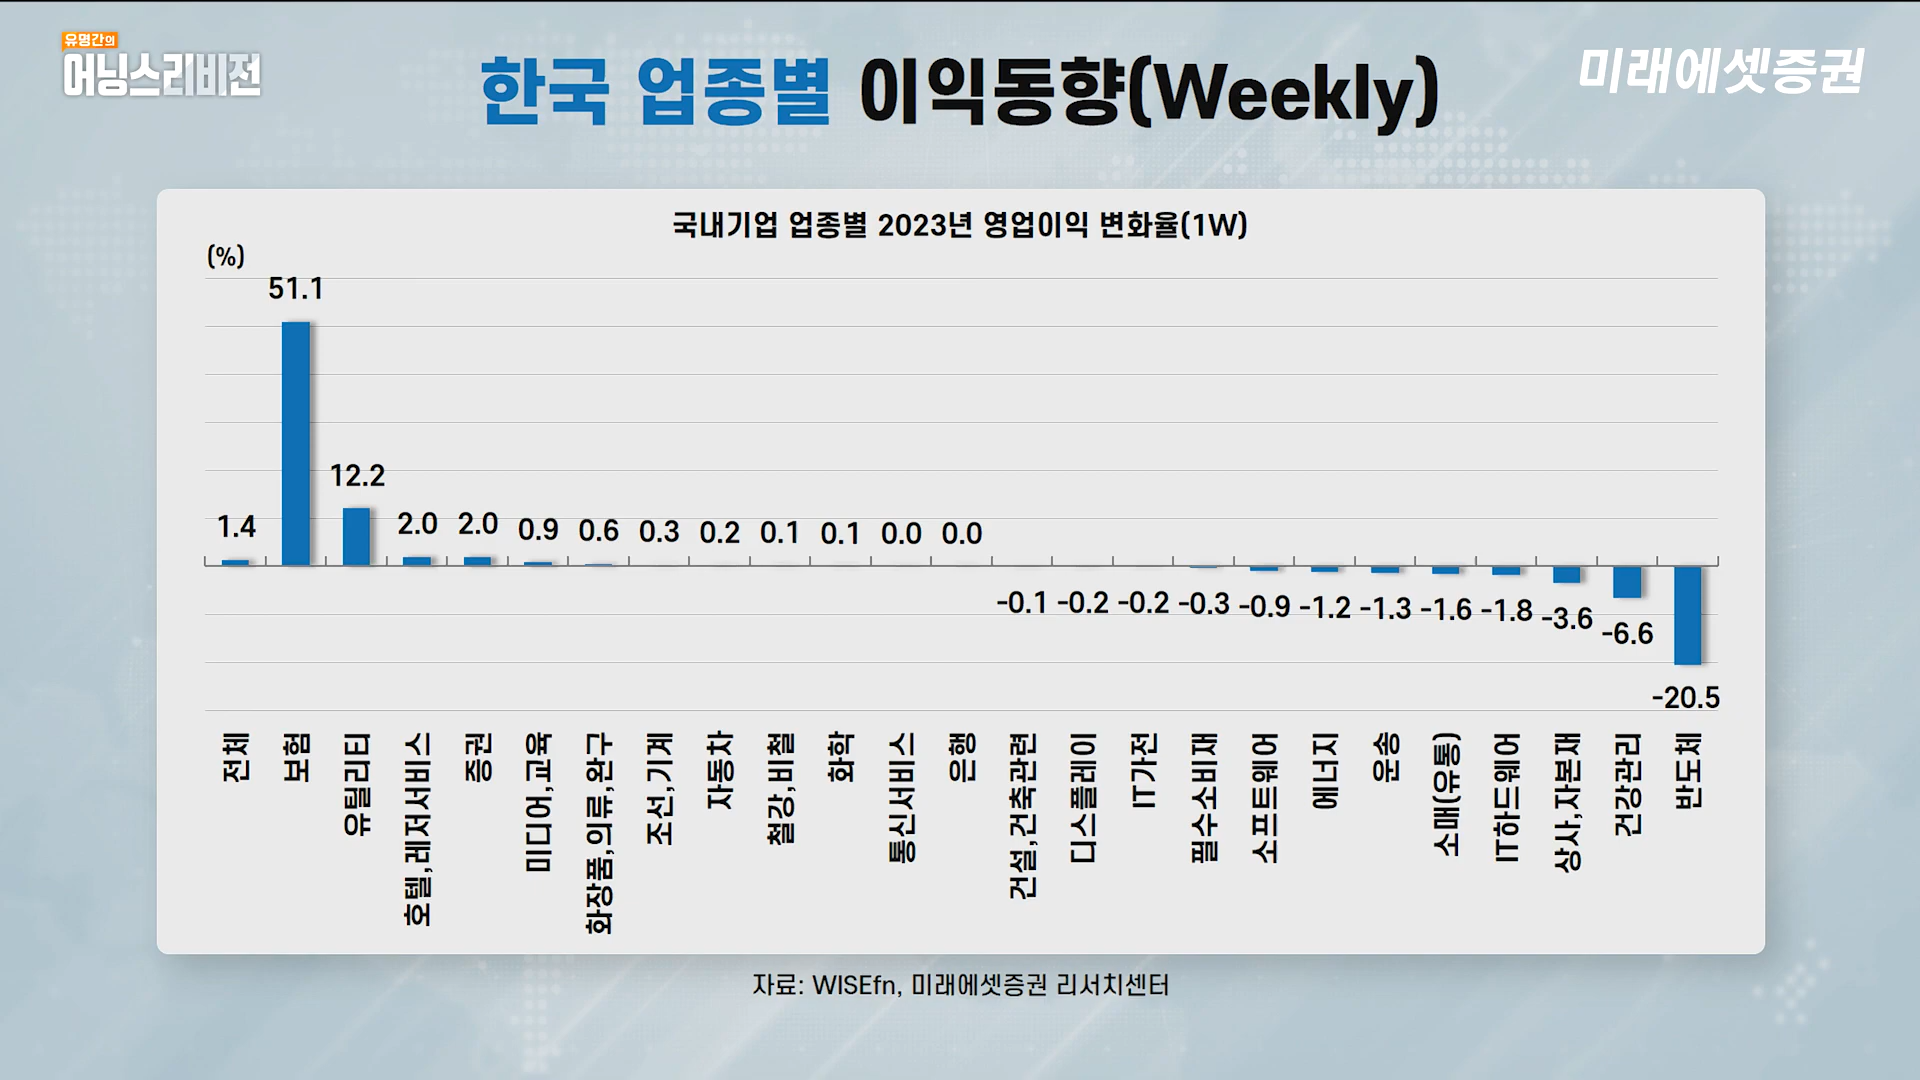 유명간의
어닝스리비전
한국 업종별 이익동향(Weekly)
미래에셋증권
국내기업 업종별 2023년 영업이익 변화율(1W)
(%)
1.4
51.1
12.2
2.0
2.0
0.9
0.6
0.3
0.2
0.1
0.1
0.0
0.0
-0.1
-0.2
-0.2
-0.3
-0.9
-1.2
-1.3
-1.6
-1.8
-3.6
-6.6
-20.5
전체
보험
유틸리티
호텔,레저서비스
증권
미디어,교육
화장품,의류,완구
조선,기계
자동차
철강,비철
화학
통신서비스
은행
건설,건축관련
디스플레이
IT가전
필수소비재
소프트웨어
에너지
운송
소매(유통)
IT하드웨어
상사,자본재
건강관리
반도체
자료: WISEfn, 미래에셋증권 리서치센터